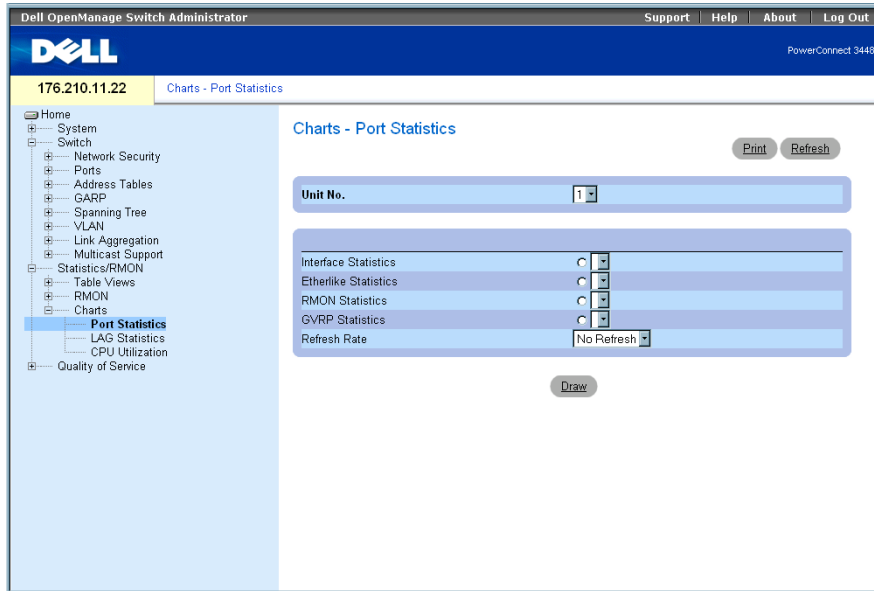 Dell OpenManage Switch Administrator
Support Help About Log Out
DELL
PowerConnect 3448
176.210.11.22
Charts - Port Statistics
Home
System
Switch
Network Security
Ports
Address Tables
GARP
Spanning Tree
VLAN
Link Aggregation
Multicast Support
Statistics/RMON
Table Views
RMON
Charts
Port Statistics
LAG Statistics
CPU Utilization
Quality of Service
Charts - Port Statistics
Print Refresh
Unit No. 1
Interface Statistics
Etherlike Statistics
RMON Statistics
GVRP Statistics
Refresh Rate No Refresh
Draw